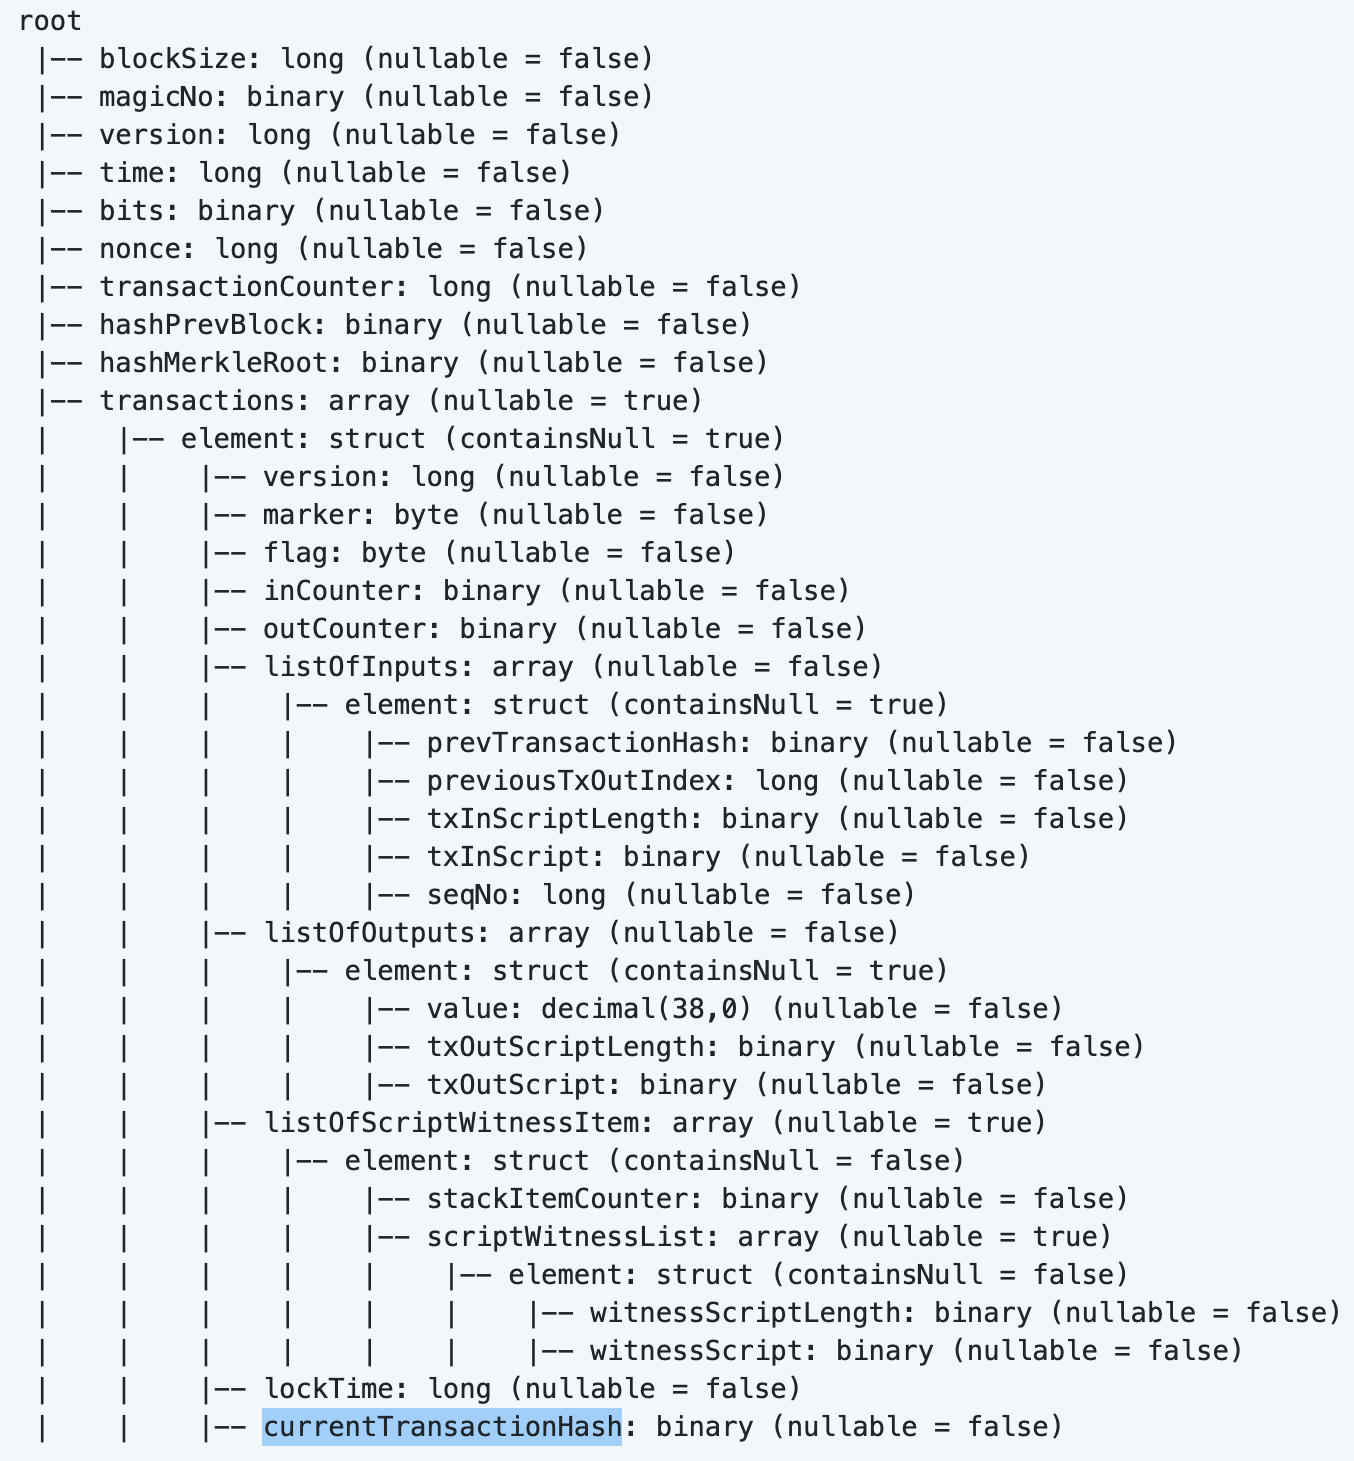 root
 |-- blockSize: long (nullable = false)
 |-- magicNo: binary (nullable = false)
 |-- version: long (nullable = false)
 |-- time: long (nullable = false)
 |-- bits: binary (nullable = false)
 |-- nonce: long (nullable = false)
 |-- transactionCounter: long (nullable = false)
 |-- hashPrevBlock: binary (nullable = false)
 |-- hashMerkleRoot: binary (nullable = false)
 |-- transactions: array (nullable = true)
 |    |-- element: struct (containsNull = true)
 |    |    |-- version: long (nullable = false)
 |    |    |-- marker: byte (nullable = false)
 |    |    |-- flag: byte (nullable = false)
 |    |    |-- inCounter: binary (nullable = false)
 |    |    |-- outCounter: binary (nullable = false)
 |    |    |-- listOfInputs: array (nullable = false)
 |    |    |    |-- element: struct (containsNull = true)
 |    |    |    |    |-- prevTransactionHash: binary (nullable = false)
 |    |    |    |    |-- previousTxOutIndex: long (nullable = false)
 |    |    |    |    |-- txInScriptLength: binary (nullable = false)
 |    |    |    |    |-- txInScript: binary (nullable = false)
 |    |    |    |    |-- seqNo: long (nullable = false)
 |    |    |-- listOfOutputs: array (nullable = false)
 |    |    |    |-- element: struct (containsNull = true)
 |    |    |    |    |-- value: decimal(38,0) (nullable = false)
 |    |    |    |    |-- txOutScriptLength: binary (nullable = false)
 |    |    |    |    |-- txOutScript: binary (nullable = false)
 |    |    |-- listOfScriptWitnessItem: array (nullable = true)
 |    |    |    |-- element: struct (containsNull = false)
 |    |    |    |    |-- stackItemCounter: binary (nullable = false)
 |    |    |    |    |-- scriptWitnessList: array (nullable = true)
 |    |    |    |    |    |-- element: struct (containsNull = false)
 |    |    |    |    |    |    |-- witnessScriptLength: binary (nullable = false)
 |    |    |    |    |    |    |-- witnessScript: binary (nullable = false)
 |    |    |-- lockTime: long (nullable = false)
 |    |    |-- currentTransactionHash: binary (nullable = false)